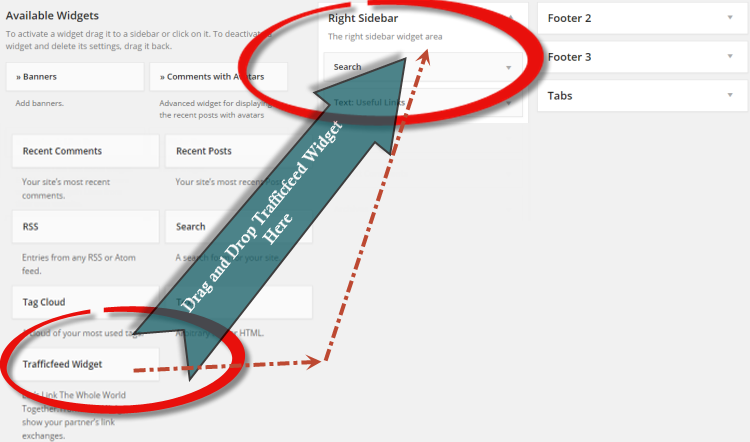 Available Widgets
To activate a widget drag it to a sidebar or click on it. To deactivate a
widget and delete its settings, drag it back.
» Banners
» Comments with Avatars
Add banners.
Advanced widget for displaying
the recent posts with avatars
Recent Comments
Recent Posts
Your site's most recent
comments.
Your site's most recent
RSS
Search
Entries from any RSS or Atom
feed.
A search for your site.
Tag Cloud
A cloud of your most used tags.
or HTML.
Trafficfeed Widget
Link The Whole World
Together.
show your partner's link
exchanges.
Right Sidebar
The right sidebar widget area
Search
Text: Useful Links
Footer 2
Footer 3
Tabs
Drag and Drop Trafficfeed Widget
Here